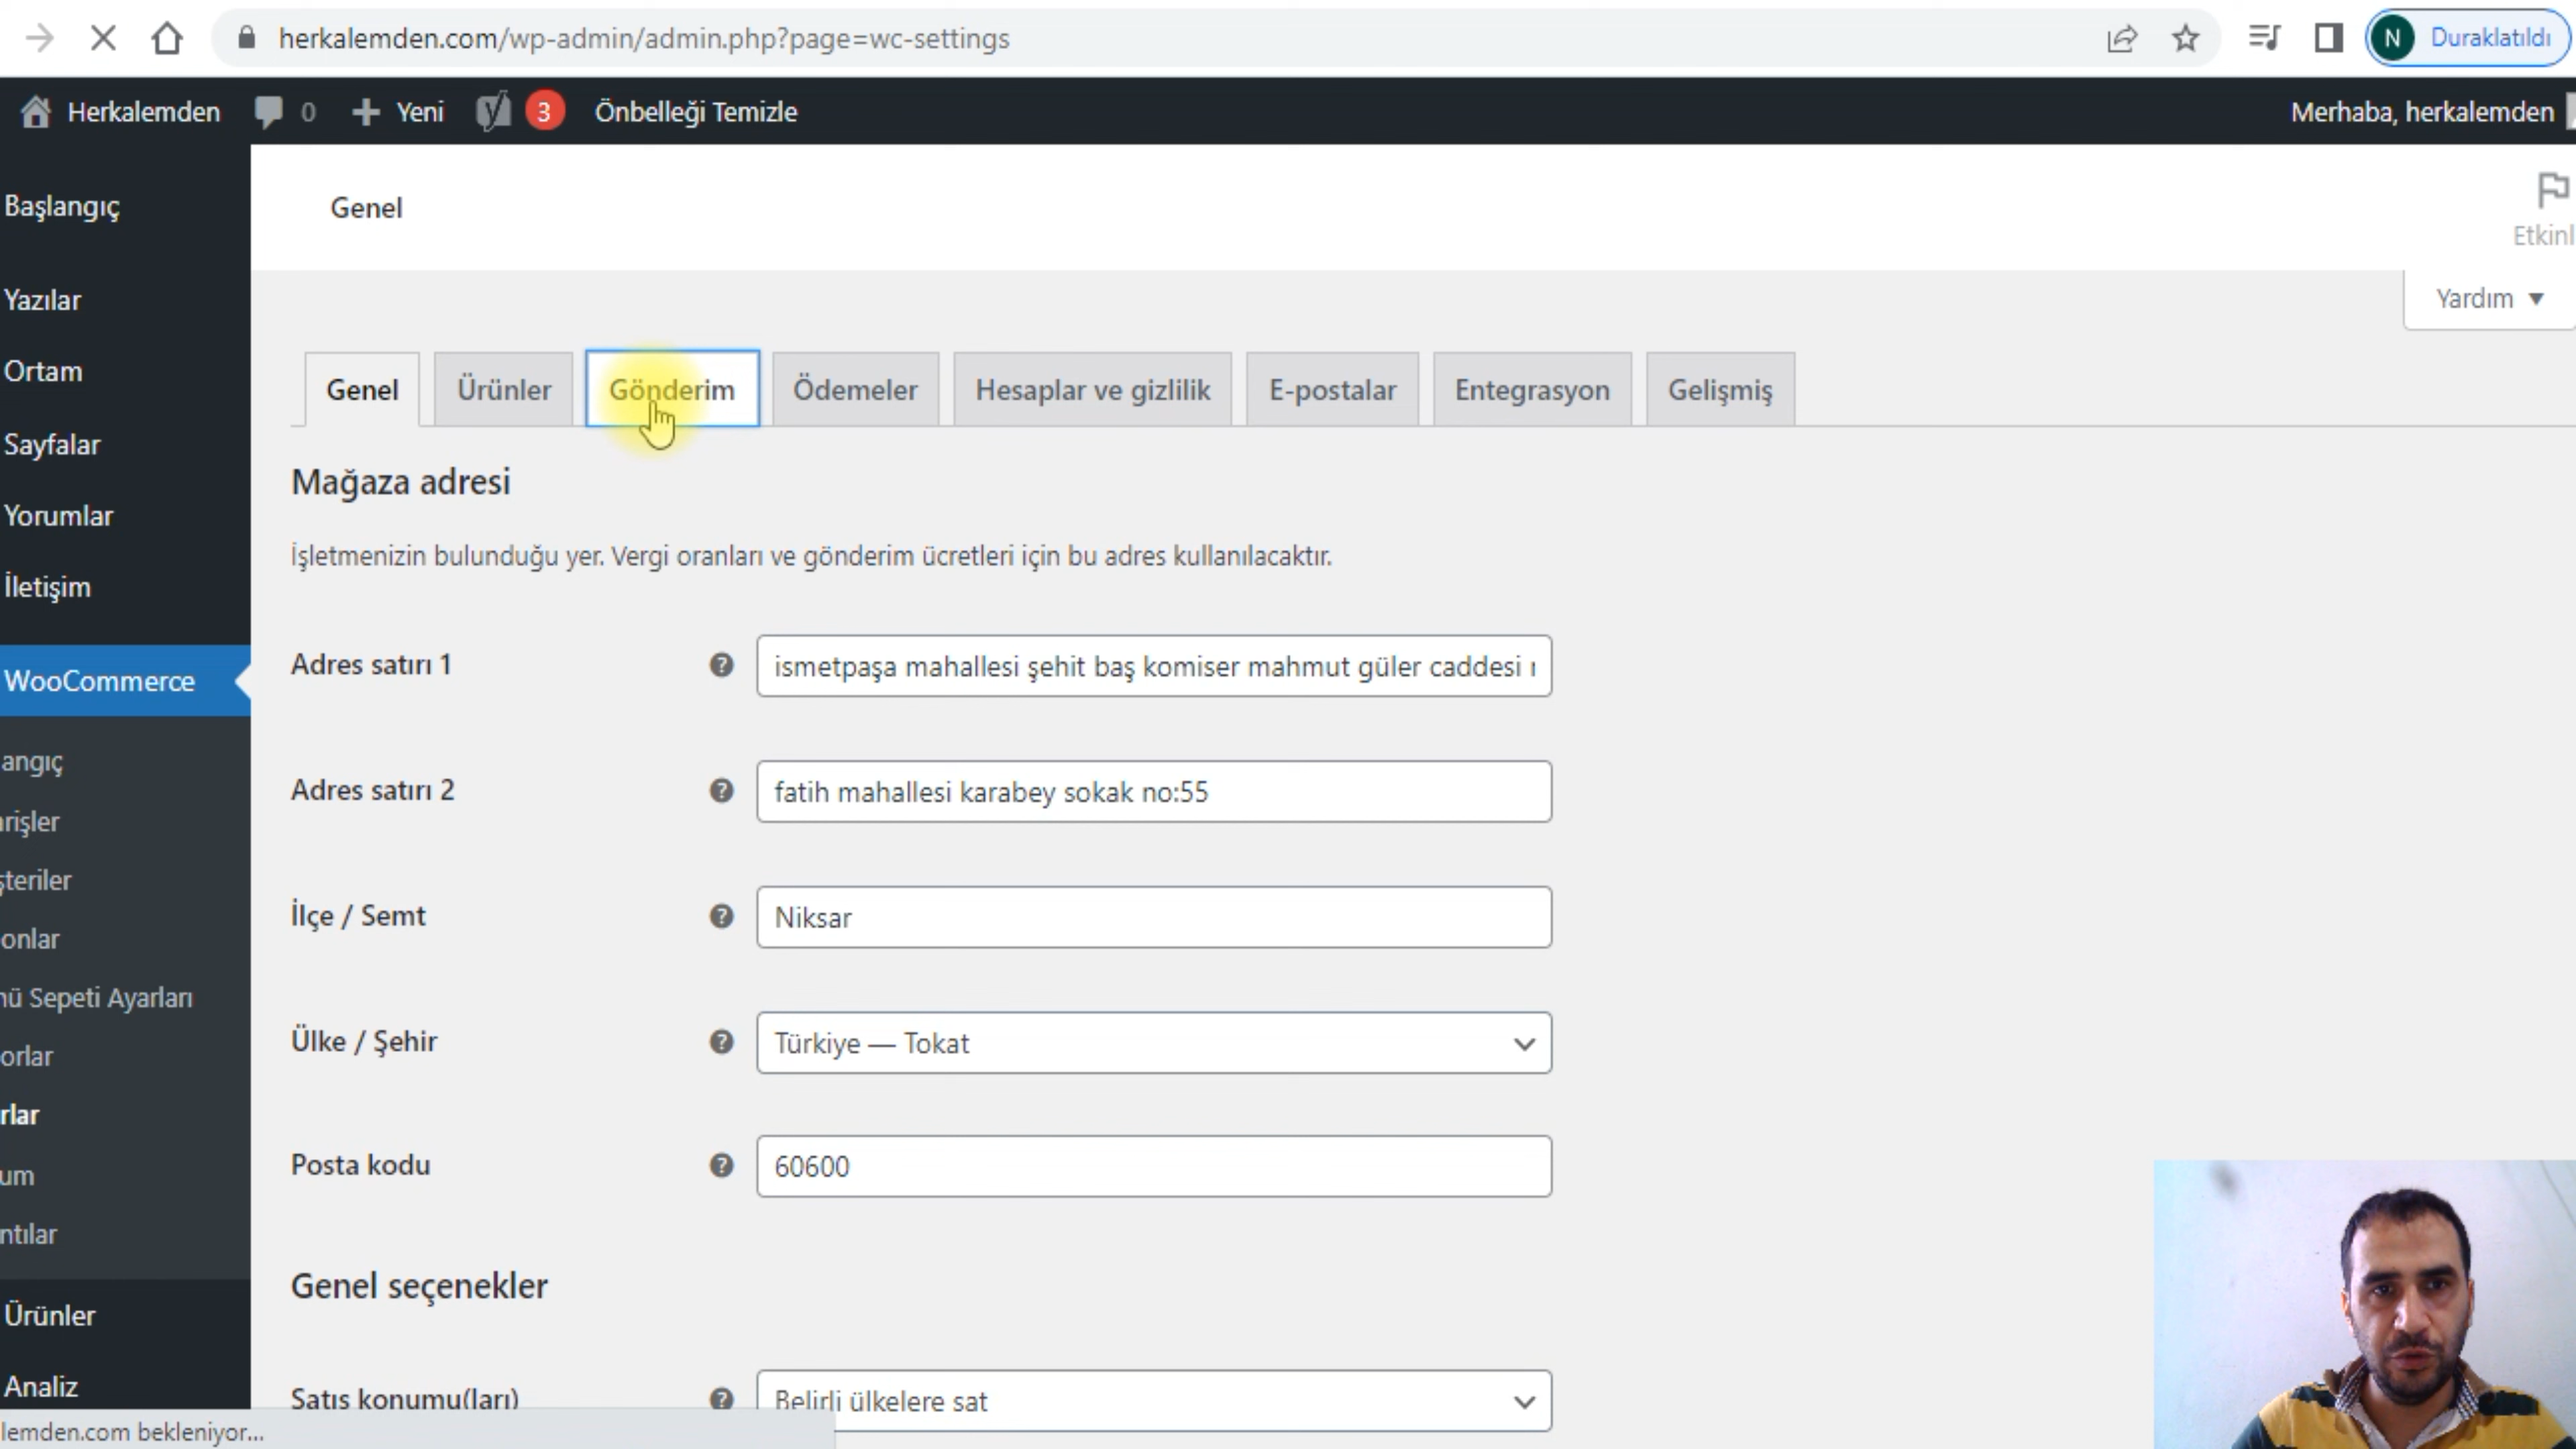 herkalemden.com/wp-admin/admin.php?page=wc-settings
N Duraklatıldı
Herkalemden 0 Yeni 3 Önbelleği Temizle
Merhaba, herkalemden
Başlangıç
Yazılar
Ortam
Sayfalar
Yorumlar
İletişim
WooCommerce
angıç
rişler
şteriler
onlar
nü Sepeti Ayarları
orlar
rlar
um
ntılar
Ürünler
Analiz
Genel
Etkinl
Yardım
Genel Ürünler Gönderim Ödemeler Hesaplar ve gizlilik E-postalar Entegrasyon Gelişmiş
Mağaza adresi
İşletmenizin bulunduğu yer. Vergi oranları ve gönderim ücretleri için bu adres kullanılacaktır.
Adres satırı 1 ismetpaşa mahallesi şehit baş komiser mahmut güler caddesi
Adres satırı 2 fatih mahallesi karabey sokak no:55
İlçe / Semt Niksar
Ülke / Şehir Türkiye — Tokat
Posta kodu 60600
Genel seçenekler
Satış konumu(ları) Belirli ülkelere sat
lemden.com bekleniyor...